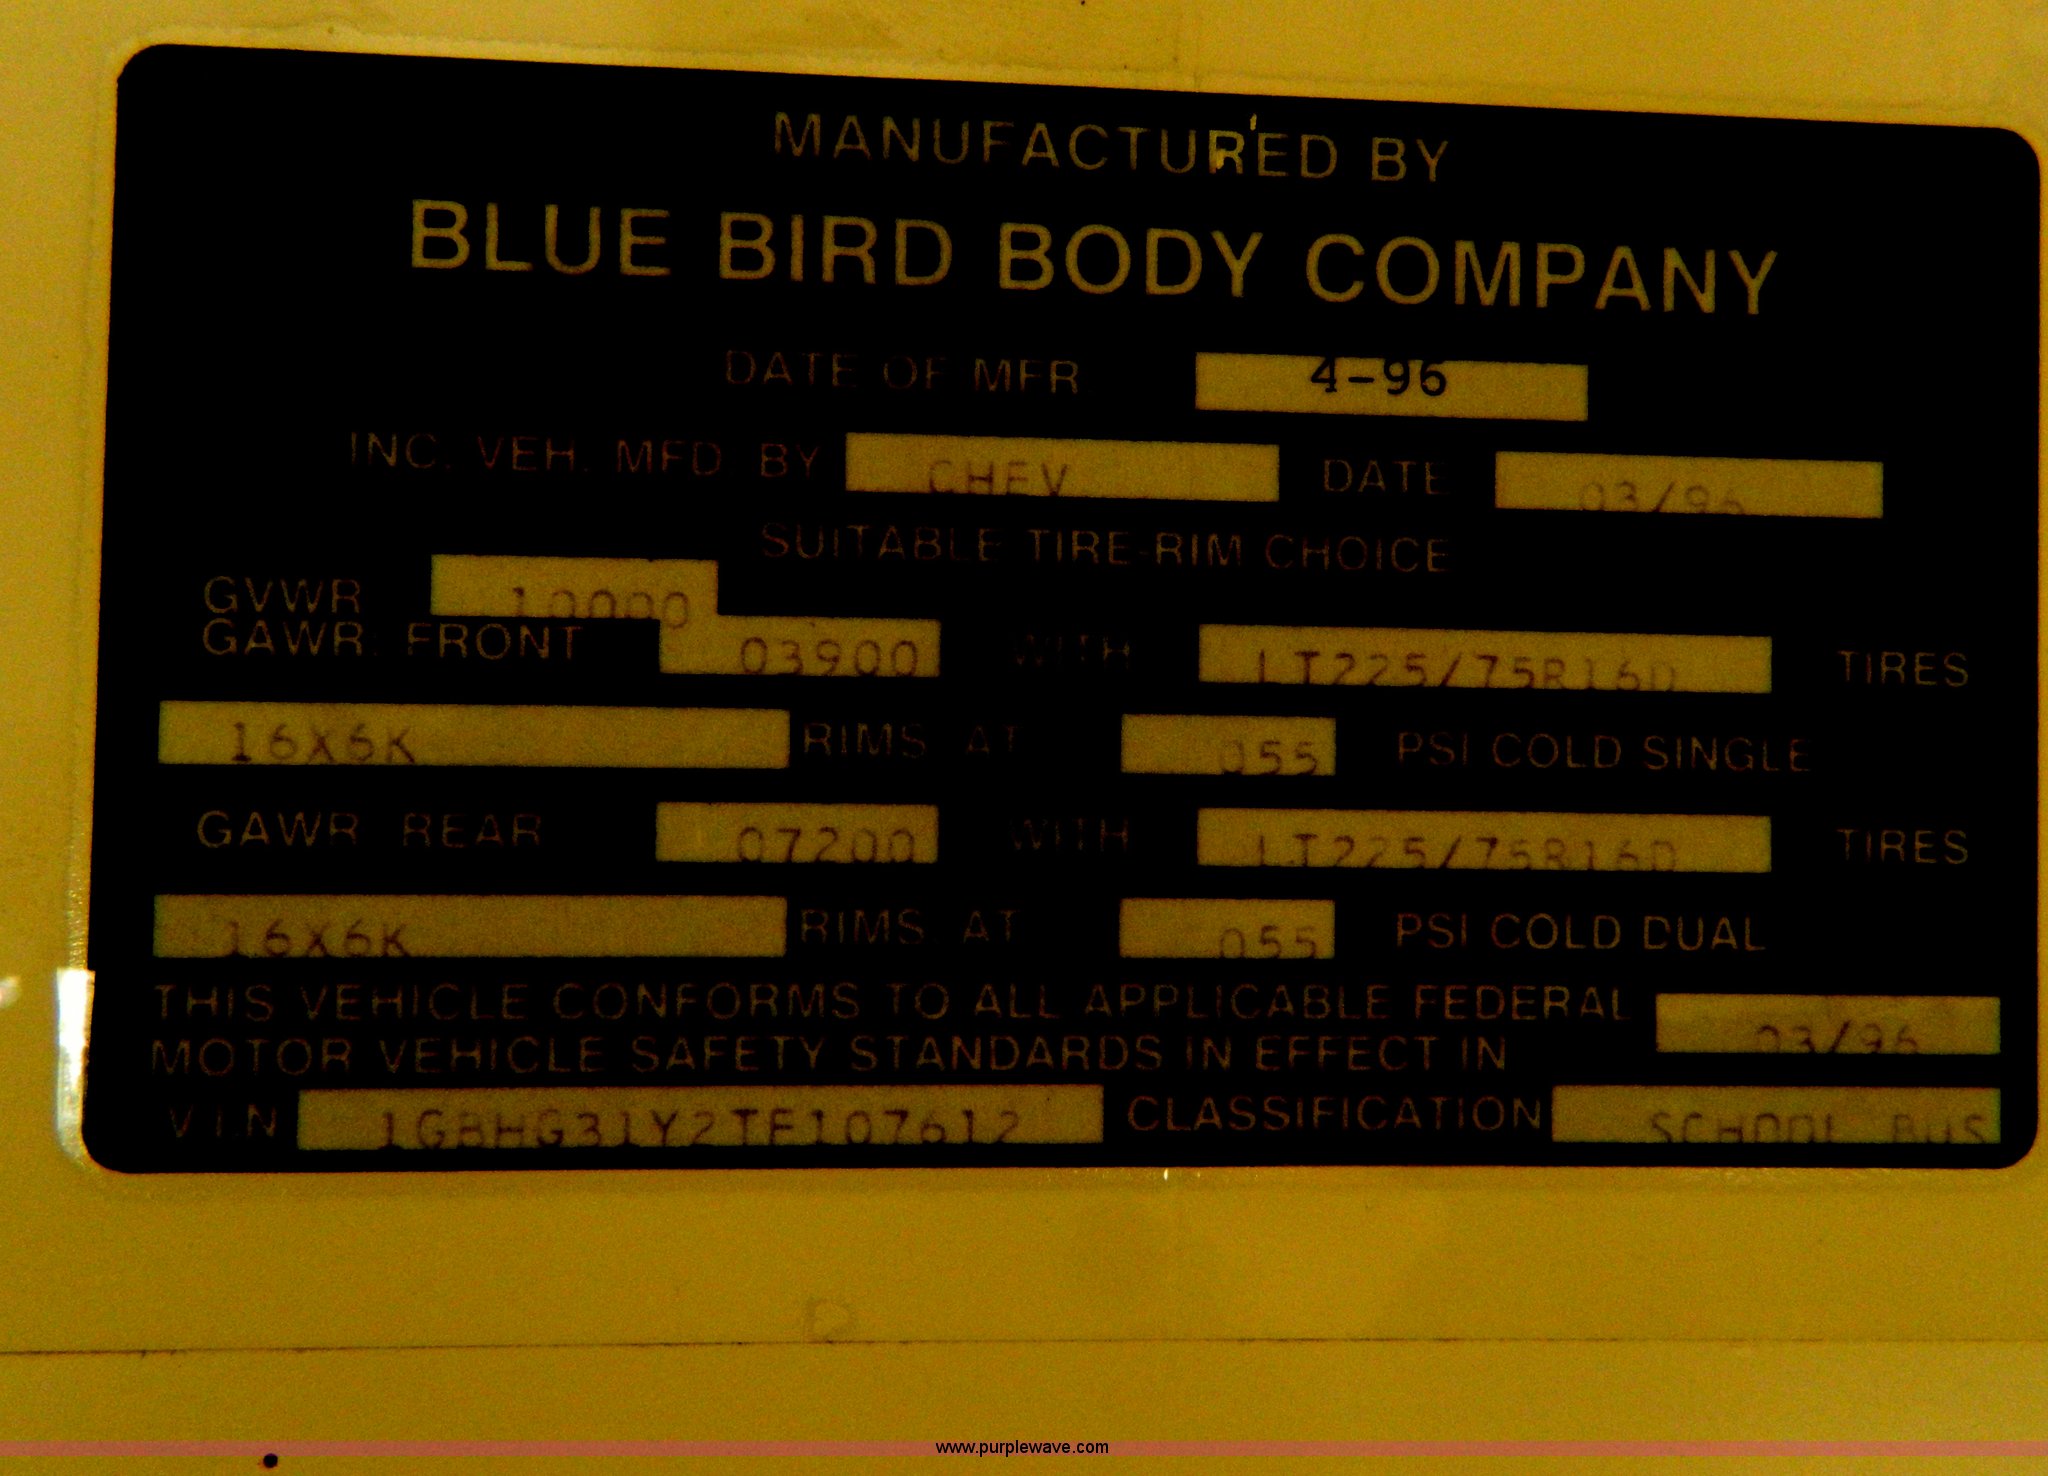 MANUFACTURED BY
BLUE BIRD BODY COMPANY
DATE OF MFR. 4-96
INC. VEH. MFD. BY CHEV DATE 03/96
SUITABLE TIRE-RIM CHOICE
GVWR 10000
GAWR: FRONT 03900 WITH LT225/75R16D TIRES
16X6K RIMS. AT 055 PSI COLD SINGLE
GAWR REAR 07200 WITH LT225/75R16D TIRES
16X6K RIMS. AT 055 PSI COLD DUAL
THIS VEHICLE CONFORMS TO ALL APPLICABLE FEDERAL
MOTOR VEHICLE SAFETY STANDARDS IN EFFECT IN 03/96
V.I.N 1GBHG31Y2TF107612 CLASSIFICATION SCHOOL BUS
www.purplewave.com